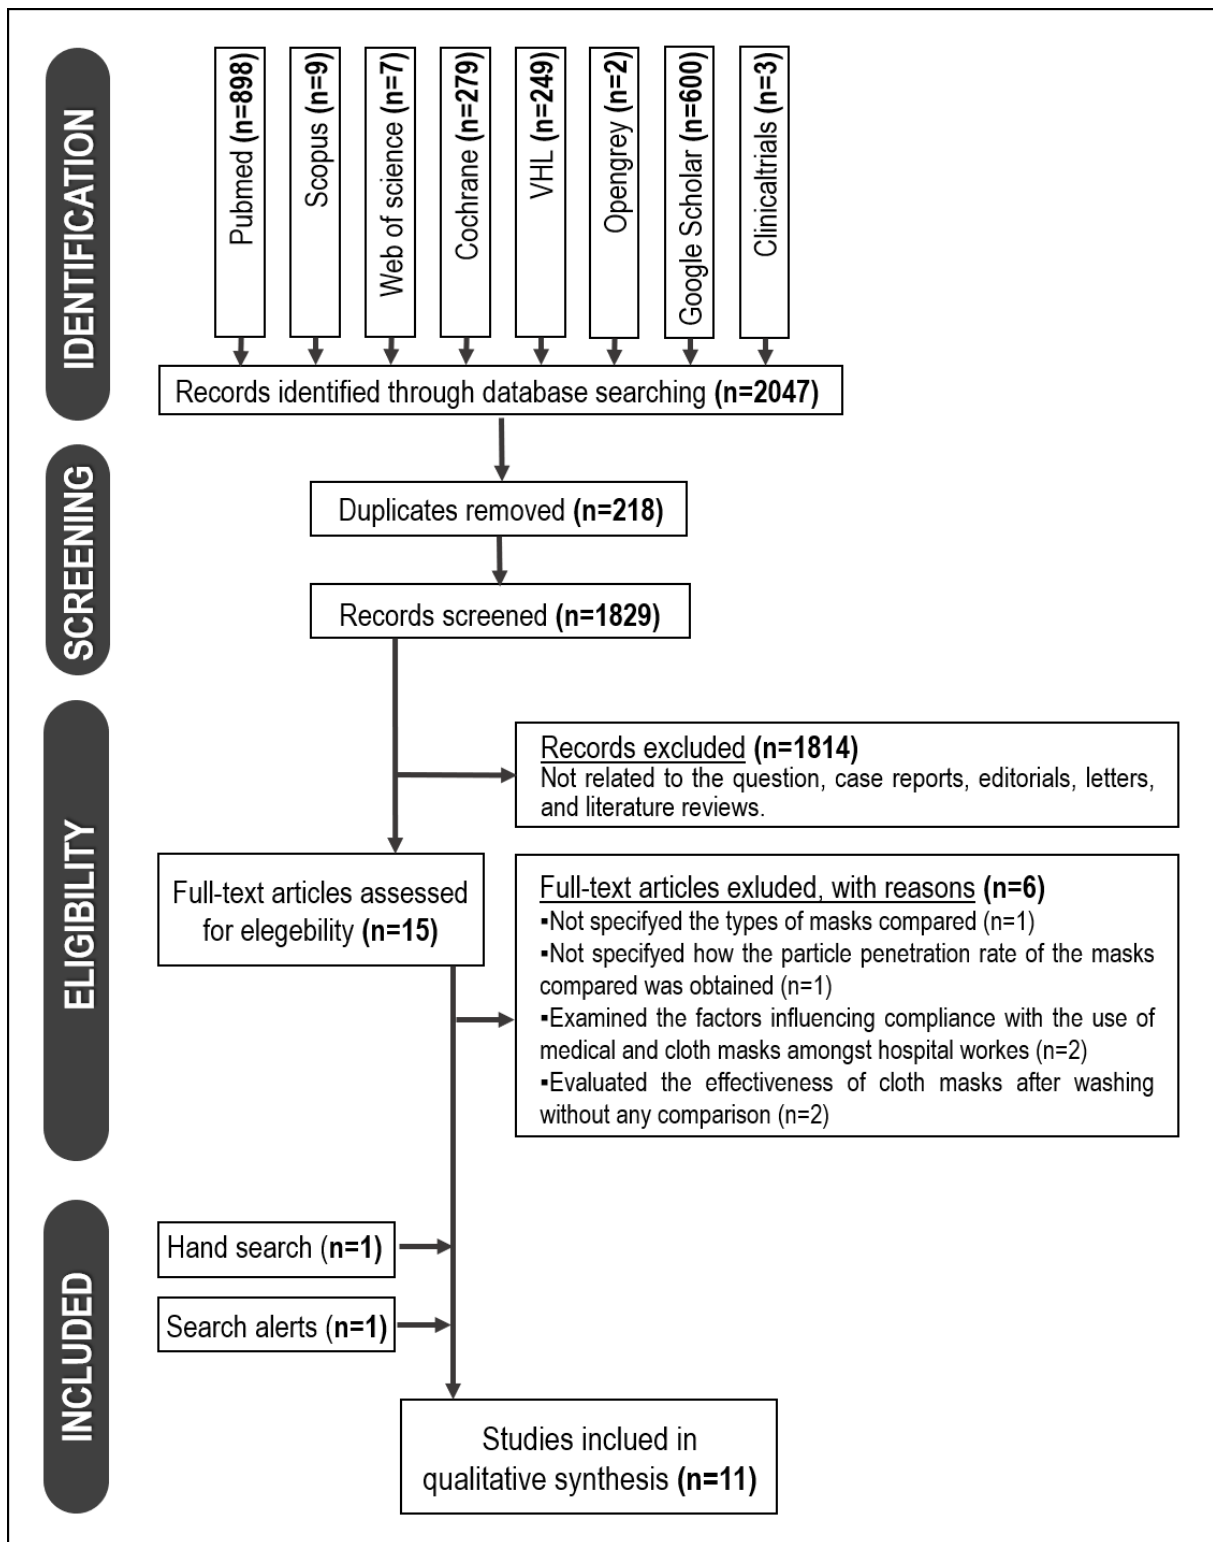 IDENTIFICATION
Pubmed (n=898)
Scopus (n=9)
Web of science (n=7)
Cochrane (n=279)
VHL (n=249)
Opengrey (n=2)
Google Scholar (n=600)
Clinicaltrials (n=3)
Records identified through database searching (n=2047)
SCREENING
Duplicates removed (n=218)
Records screened (n=1829)
ELIGIBILITY
Records excluded (n=1814)
Not related to the question, case reports, editorials, letters,
and literature reviews.
Full-text articles assessed
for elegebility (n=15)
Full-text articles exluded, with reasons (n=6)
▪Not specifyed the types of masks compared (n=1)
▪Not specifyed how the particle penetration rate of the masks
compared was obtained (n=1)
▪Examined the factors influencing compliance with the use of
medical and cloth masks amongst hospital workes (n=2)
▪Evaluated the effectiveness of cloth masks after washing
without any comparison (n=2)
INCLUDED
Hand search (n=1)
Search alerts (n=1)
Studies inclued in
qualitative synthesis (n=11)